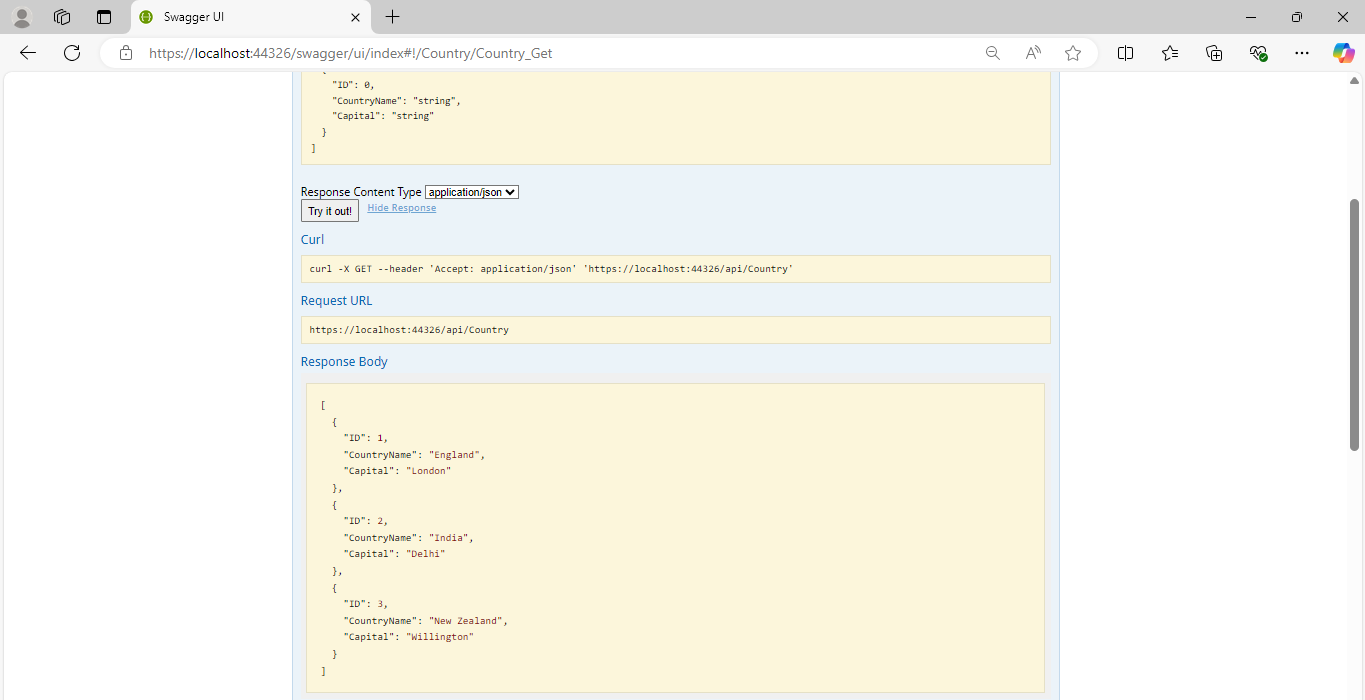 Swagger UI
https://localhost:44326/swagger/ui/index#!/Country/Country_Get
{
"ID": 0,
"CountryName": "string",
"Capital": "string"
}
]
Response Content Type application/json
Try it out! Hide Response
Curl
curl -X GET --header 'Accept: application/json' 'https://localhost:44326/api/Country'
Request URL
https://localhost:44326/api/Country
Response Body
[
{
"ID": 1,
"CountryName": "England",
"Capital": "London"
},
{
"ID": 2,
"CountryName": "India",
"Capital": "Delhi"
},
{
"ID": 3,
"CountryName": "New Zealand",
"Capital": "Willington"
}
]